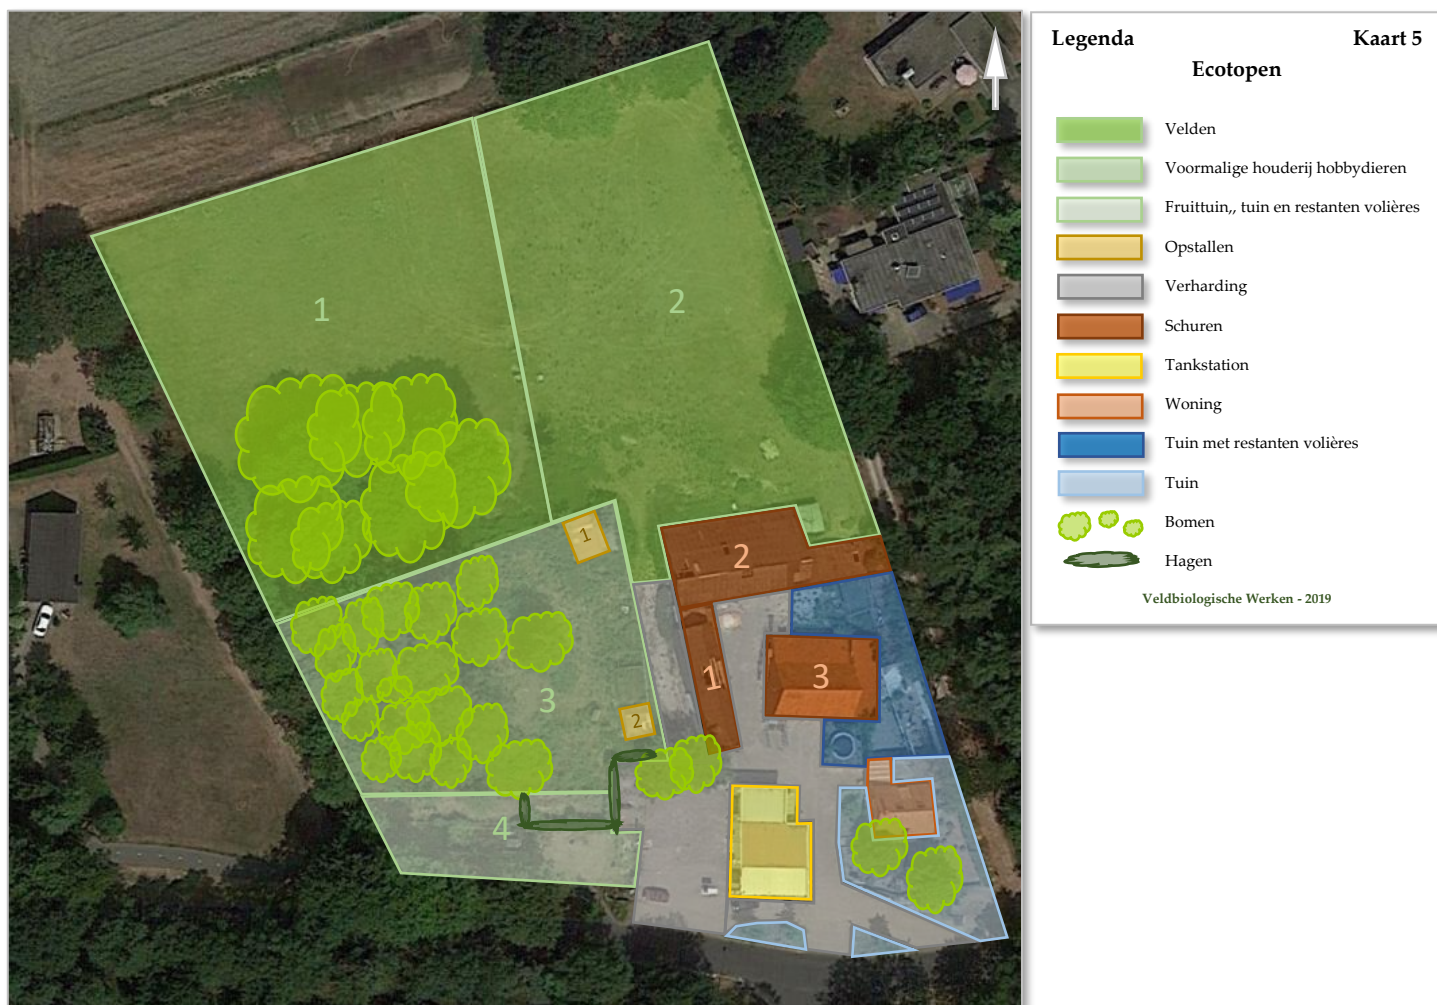 Legenda Kaart 5
Ecotopen
Velden
Voormalige houderij hobbydieren
Fruittuin,, tuin en restanten volières
Opstallen
Verharding
Schuren
Tankstation
Woning
Tuin met restanten volières
Tuin
Bomen
Hagen
Veldbiologische Werken - 2019
1
2
1
2
3
1
3
2
4